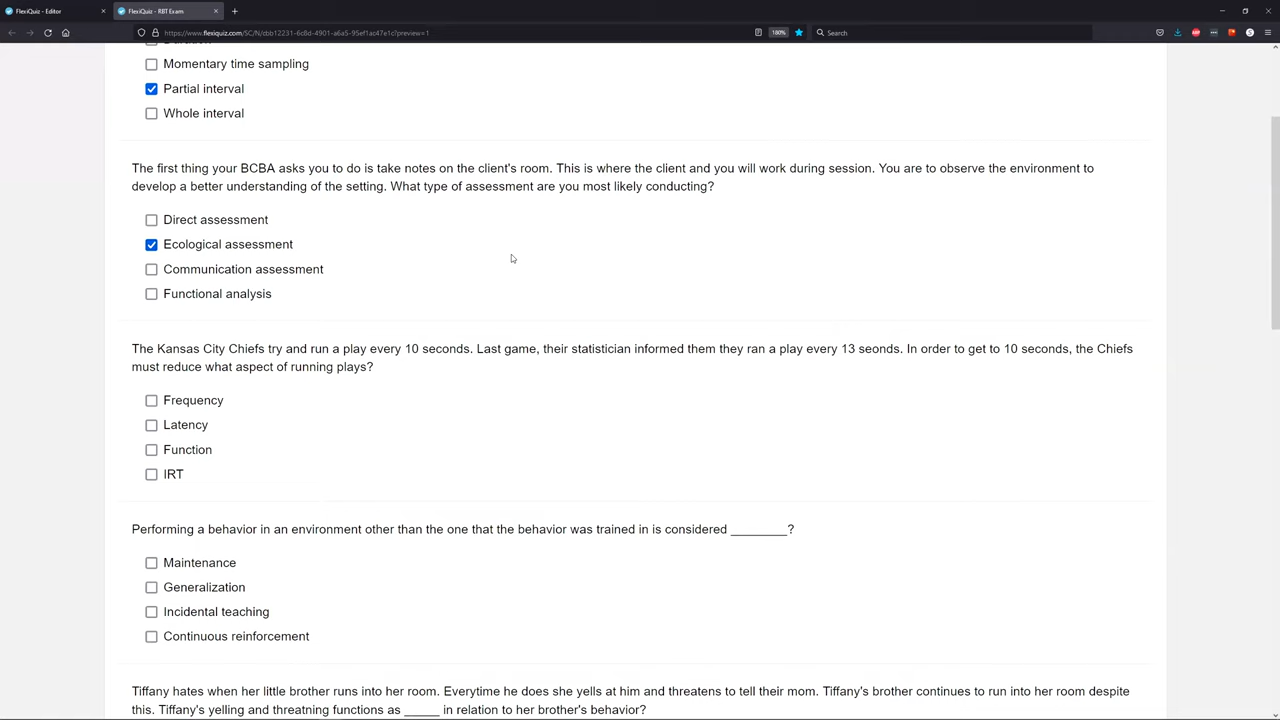 FlexiQuiz - Editor
FlexiQuiz - RBT Exam
180%
Search
Momentary time sampling
Partial interval
Whole interval
The first thing your BCBA asks you to do is take notes on the client's room. This is where the client and you will work during session. You are to observe the environment to
develop a better understanding of the setting. What type of assessment are you most likely conducting?
Direct assessment
Ecological assessment
Communication assessment
Functional analysis
The Kansas City Chiefs try and run a play every 10 seconds. Last game, their statistician informed them they ran a play every 13 seonds. In order to get to 10 seconds, the Chiefs
must reduce what aspect of running plays?
Frequency
Latency
Function
IRT
Performing a behavior in an environment other than the one that the behavior was trained in is considered ________?
Maintenance
Generalization
Incidental teaching
Continuous reinforcement
Tiffany hates when her little brother runs into her room. Everytime he does she yells at him and threatens to tell their mom. Tiffany's brother continues to run into her room despite
this. Tiffany's yelling and threatning functions as _____ in relation to her brother's behavior?